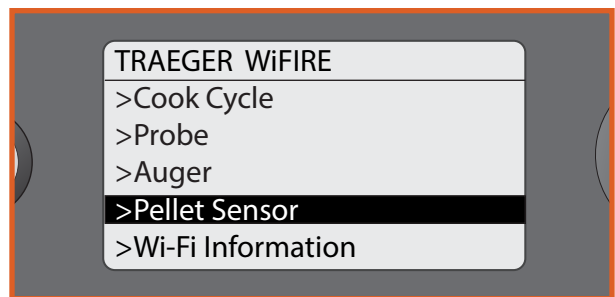 TRAEGER WiFIRE
>Cook Cycle
>Probe
>Auger
>Pellet Sensor
>Wi-Fi Information